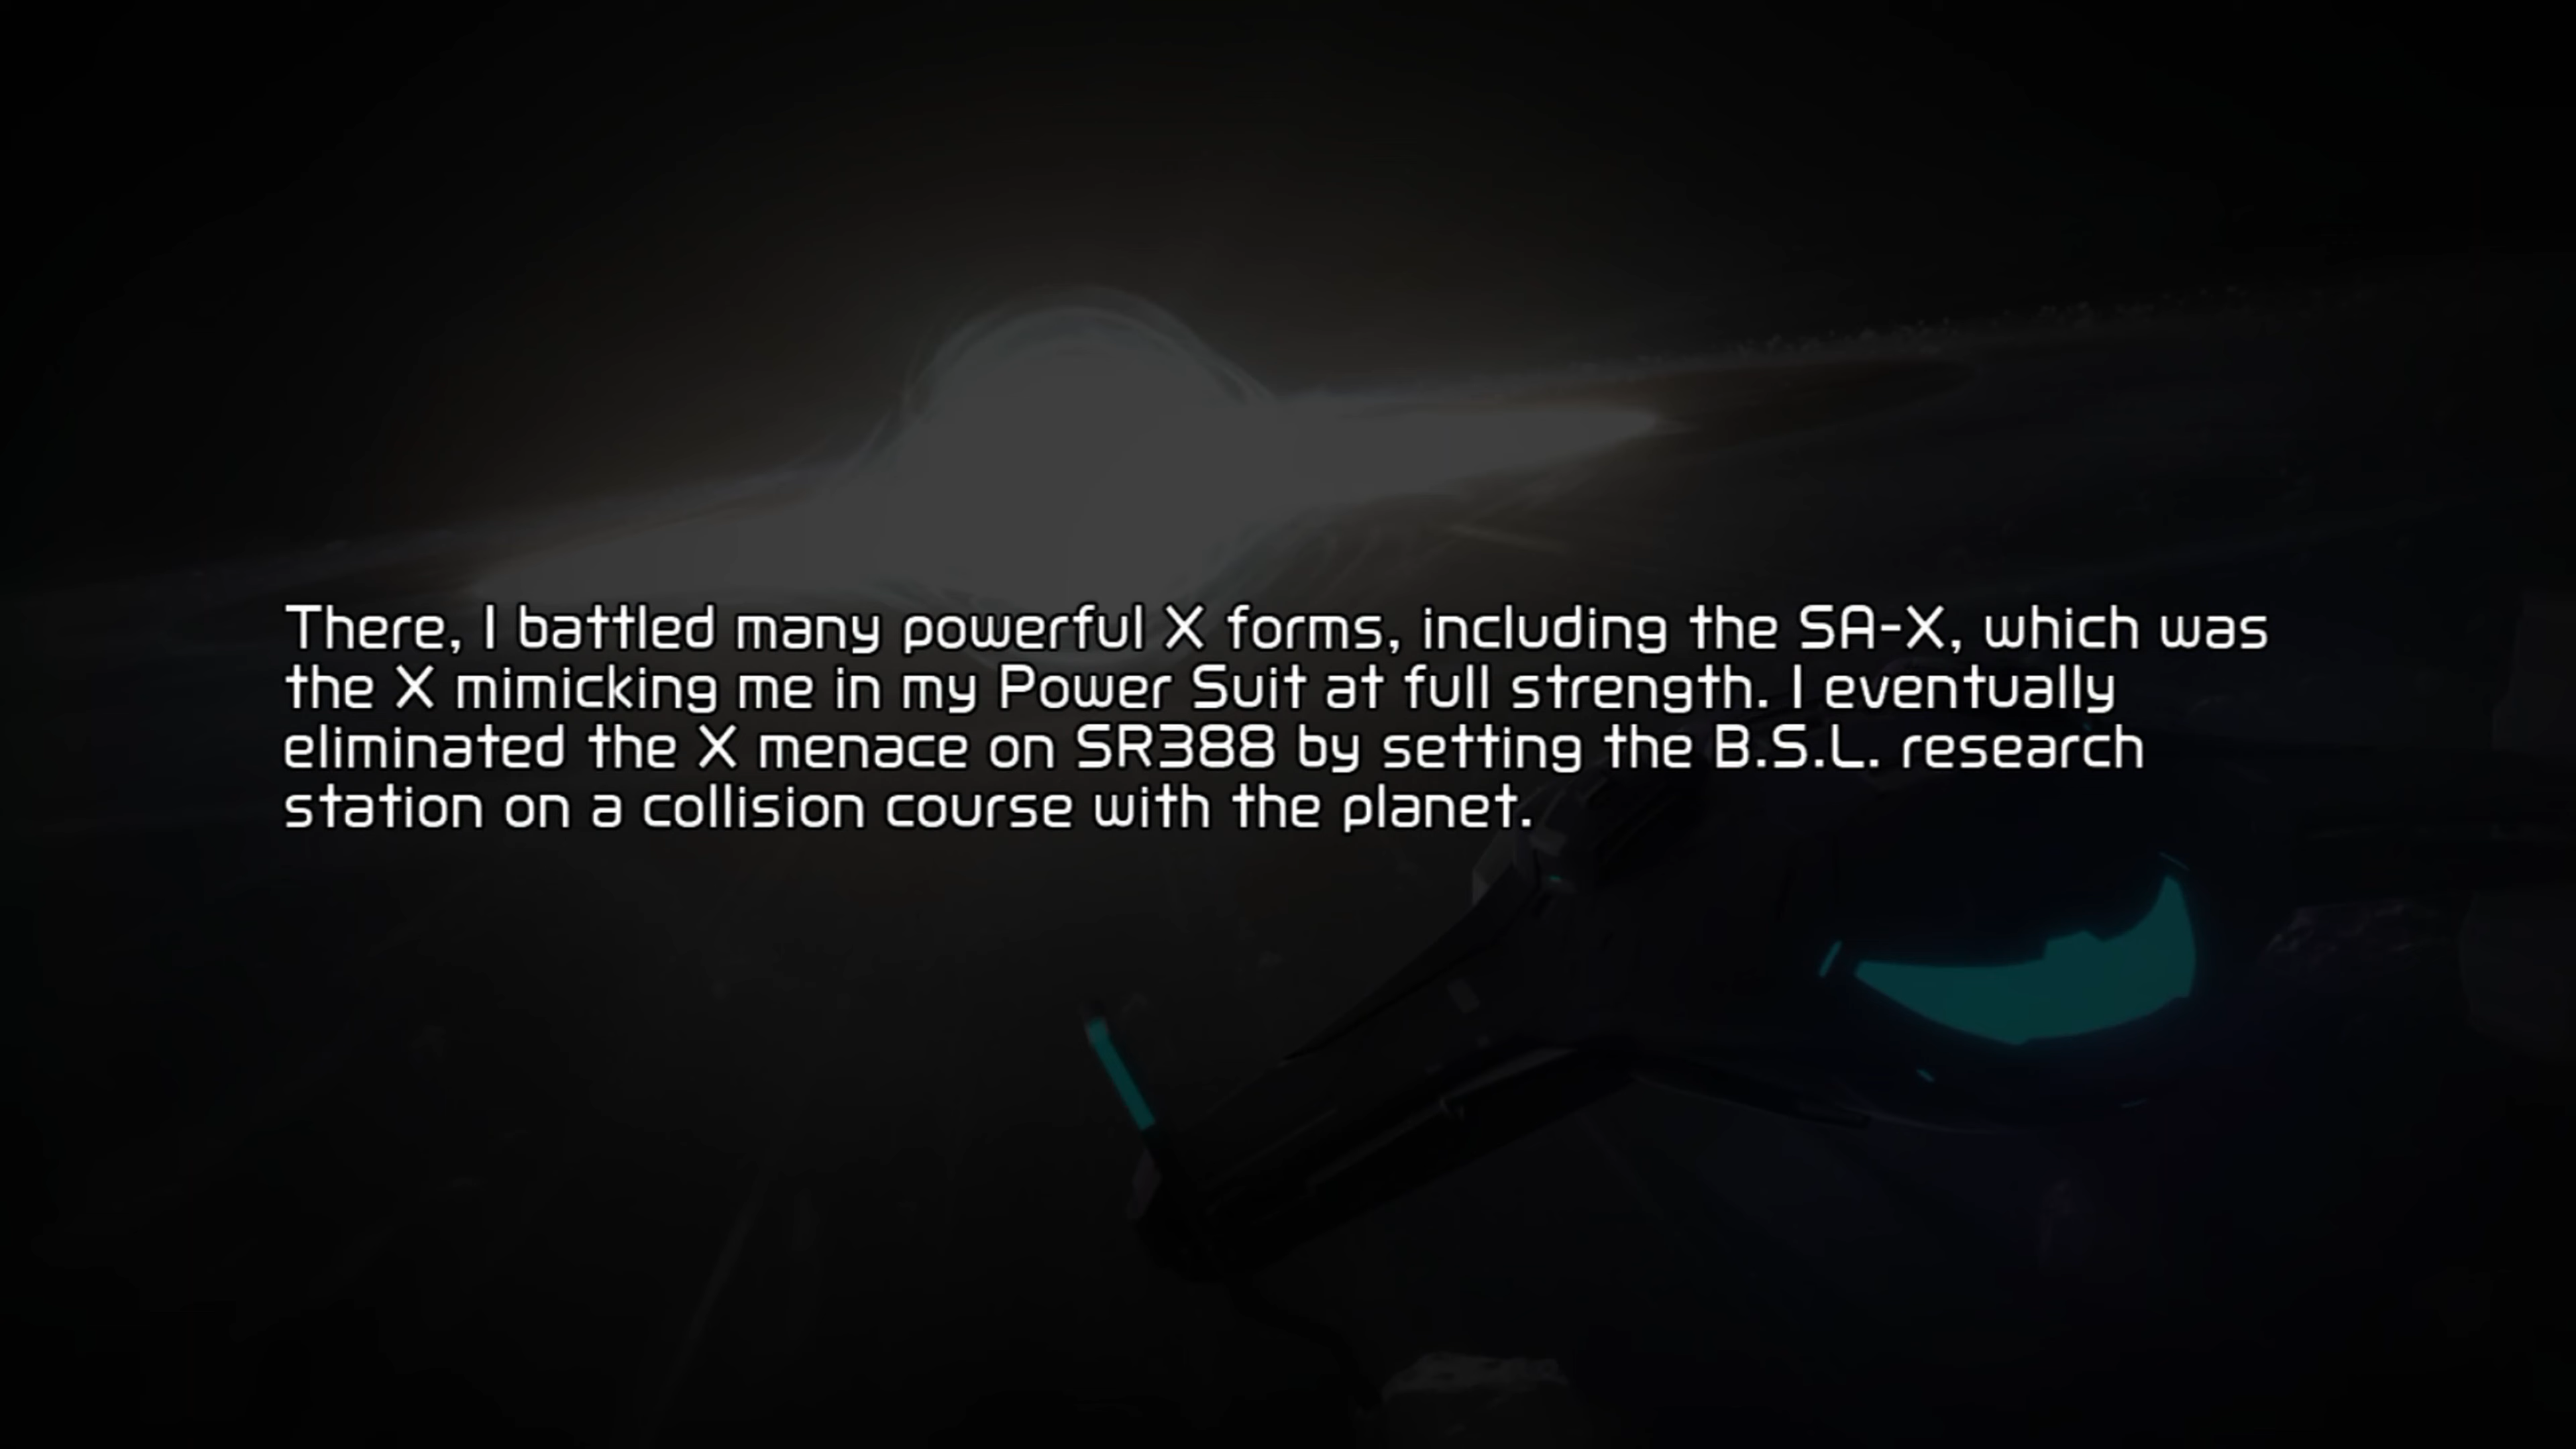 There, I battled many powerful X forms, including the SA-X, which was
the X mimicking me in my Power Suit at full strength. I eventually
eliminated the X menace on SR388 by setting the B.S.L. research
station on a collision course with the planet.